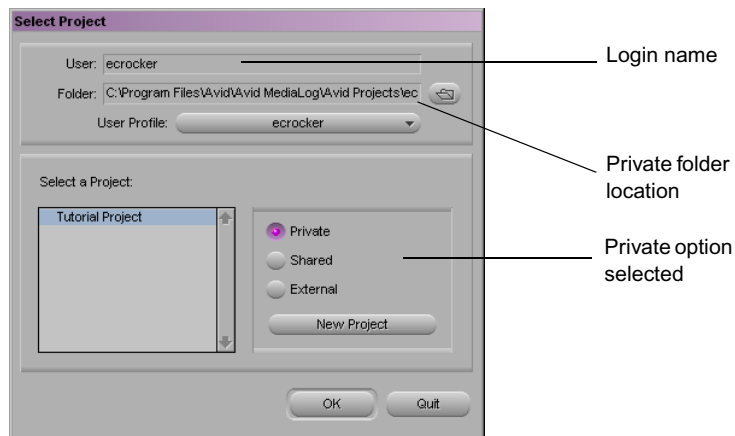 Select Project
User: ecrocker
Login name
Folder: C:\Program Files\Avid\Avid MediaLog\Avid Projects\ec
User Profile: ecrocker
Private folder
location
Select a Project:
Tutorial Project
Private
Shared
External
New Project
Private option
selected
OK Quit